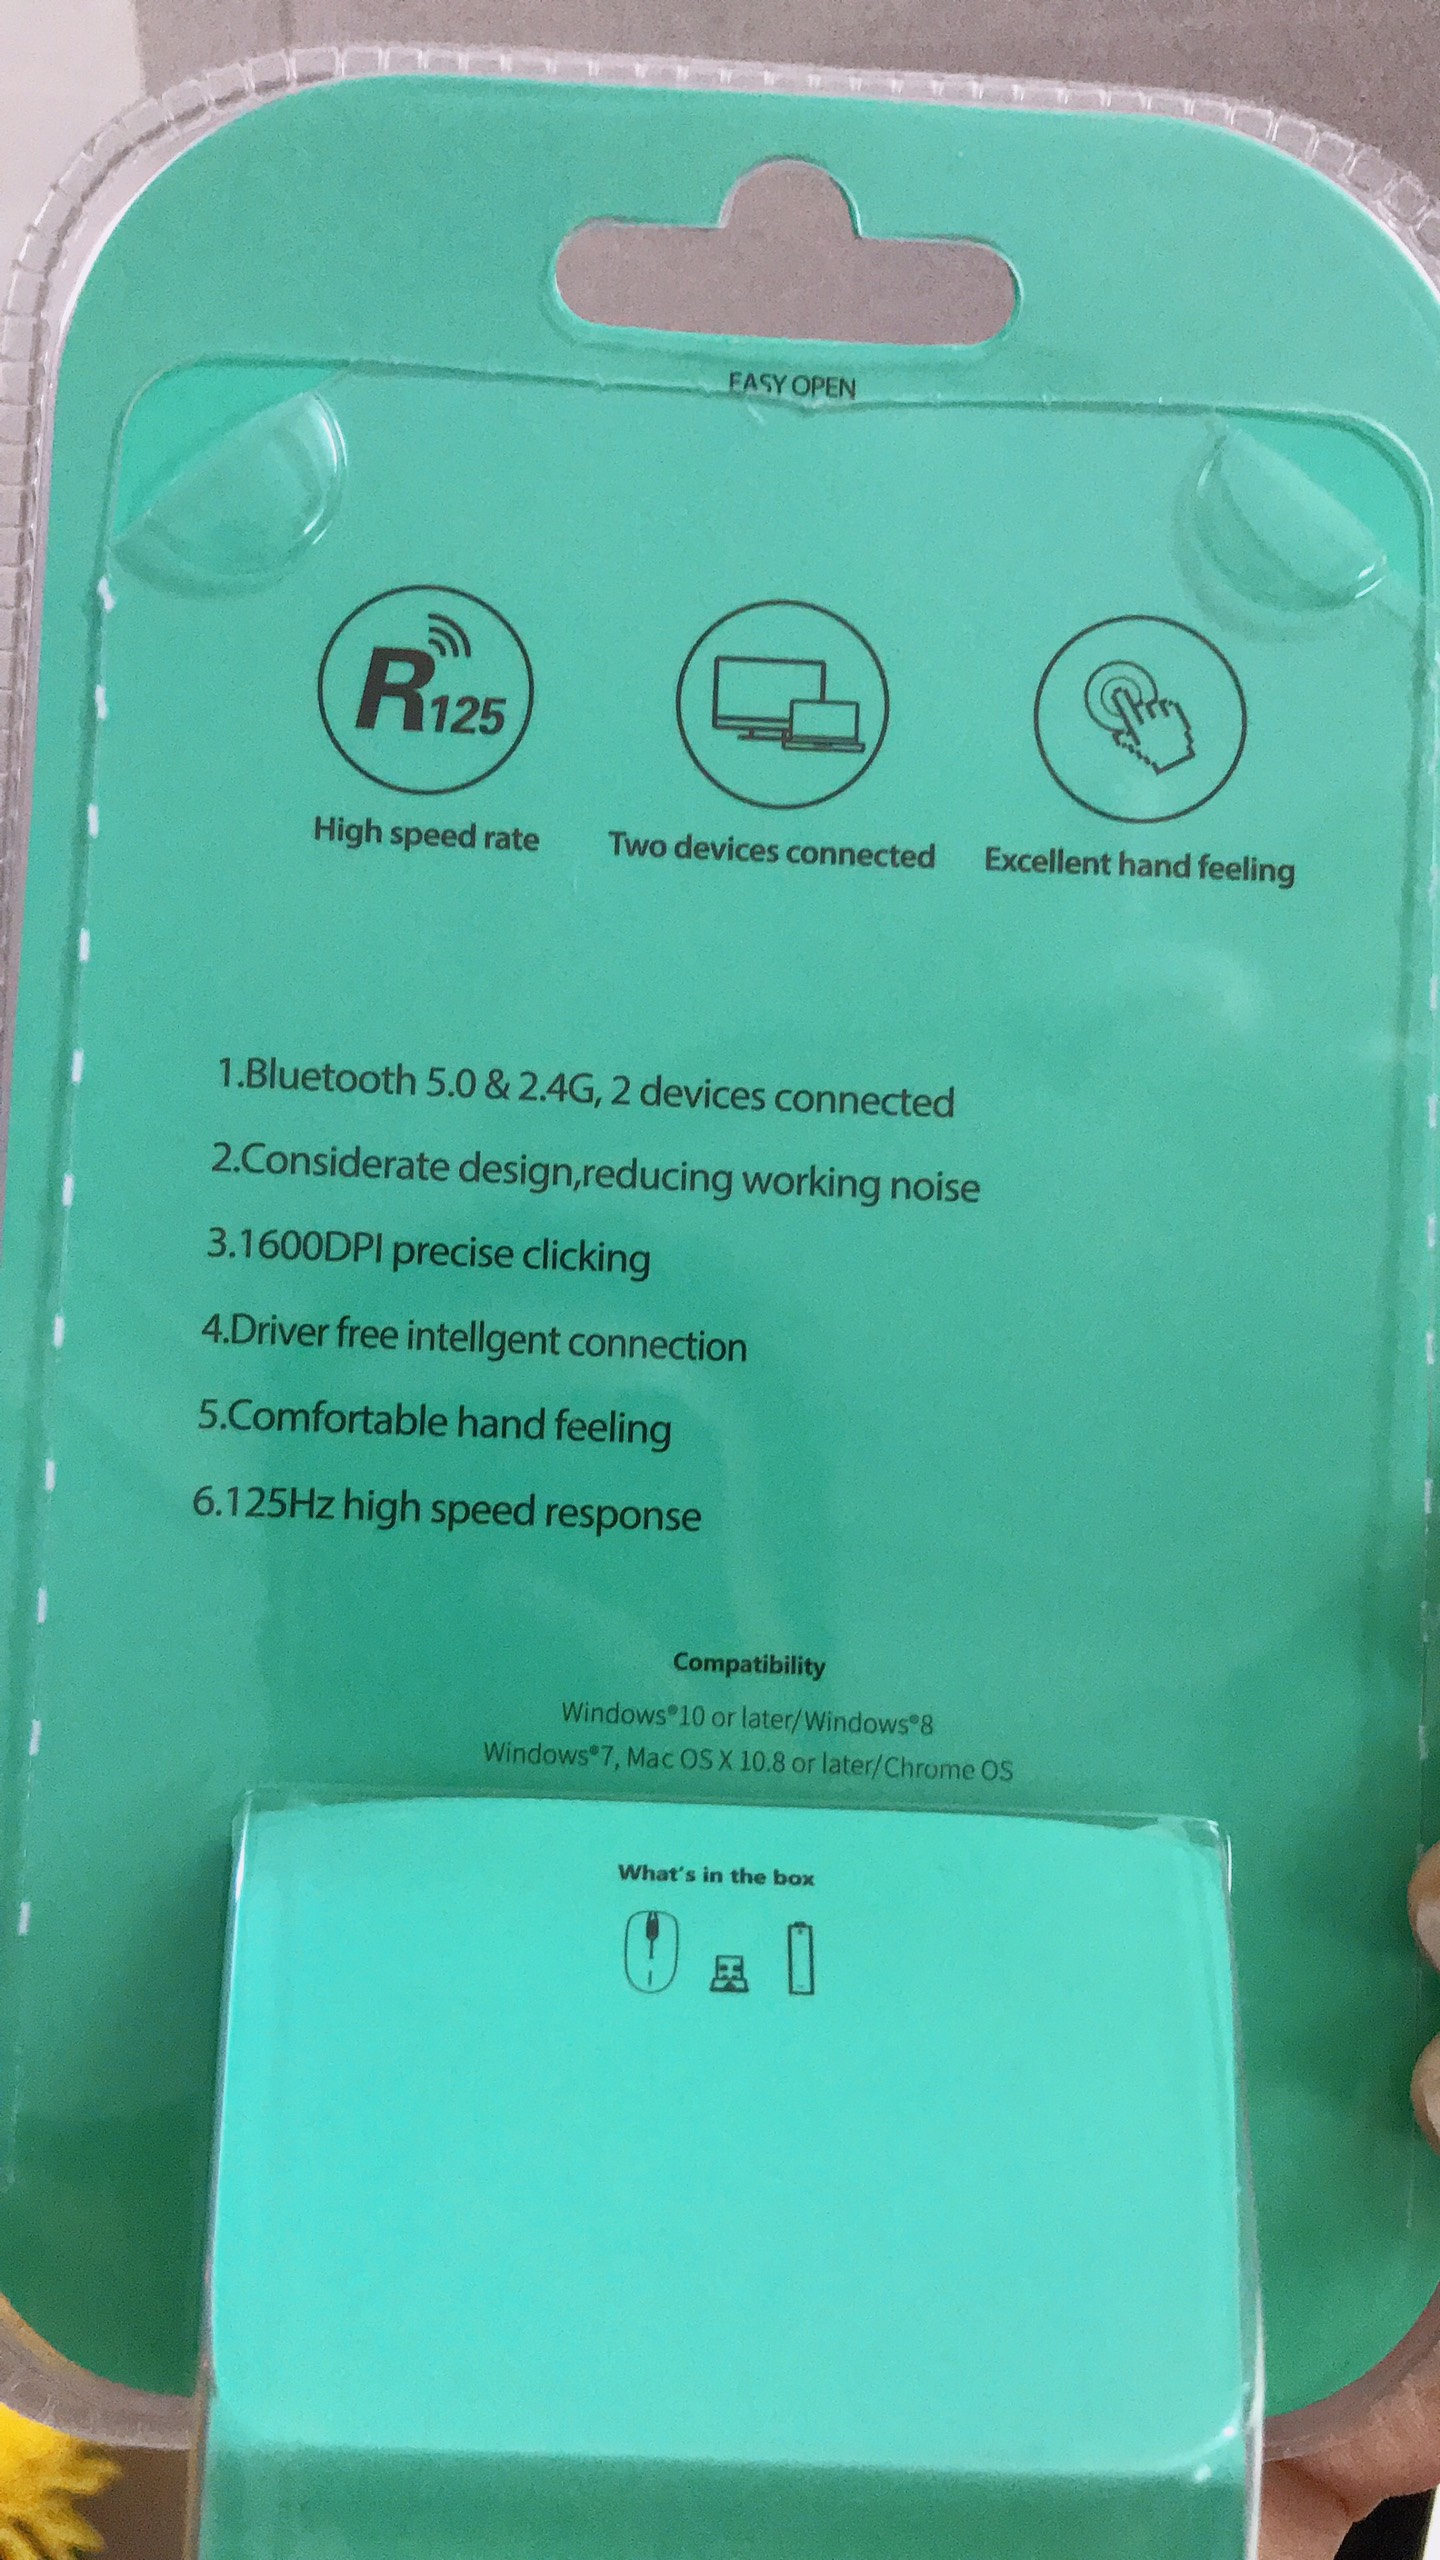 EASY OPEN
R125
High speed rate
Two devices connected
Excellent hand feeling
1.Bluetooth 5.0 & 2.4G, 2 devices connected
2.Considerate design,reducing working noise
3.1600DPI precise clicking
4.Driver free intellgent connection
5.Comfortable hand feeling
6.125Hz high speed response
Compatibility
Windows®10 or later/Windows®8
Windows®7, Mac OS X 10.8 or later/Chrome OS
What's in the box